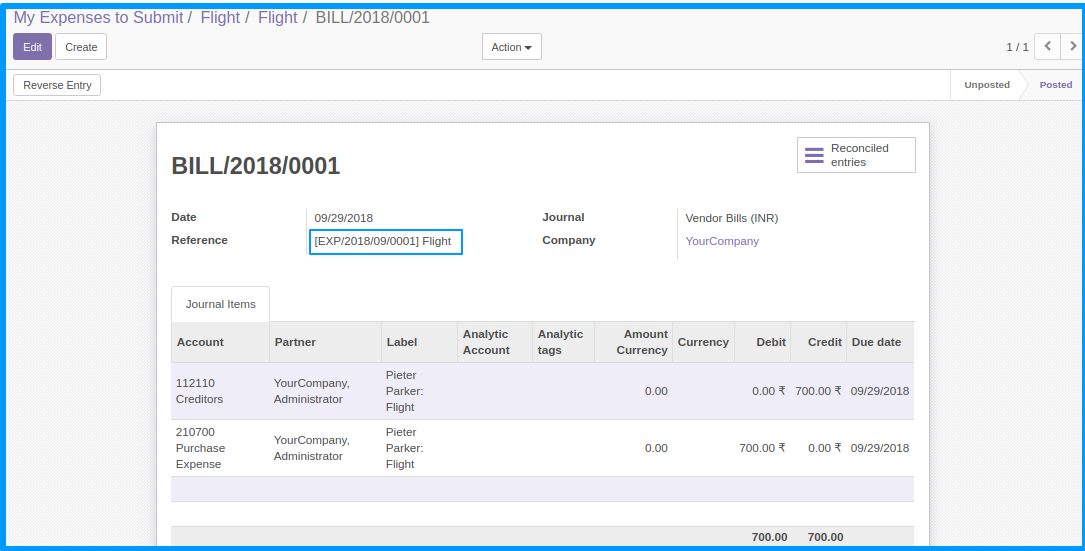 My Expenses to Submit / Flight / Flight / BILL/2018/0001
Edit Create Action 1 / 1
Reverse Entry Unposted Posted
Reconciled
entries
BILL/2018/0001
Date 09/29/2018 Journal Vendor Bills (INR)
Reference [EXP/2018/09/0001] Flight Company YourCompany
Journal Items
Account Partner Label Analytic Account Analytic tags Amount Currency Currency Debit Credit Due date
112110 Creditors YourCompany, Administrator Pieter Parker: Flight 0.00 0.00 ₹ 700.00 ₹ 09/29/2018
210700 Purchase Expense YourCompany, Administrator Pieter Parker: Flight 0.00 700.00 ₹ 0.00 ₹ 09/29/2018
700.00 700.00